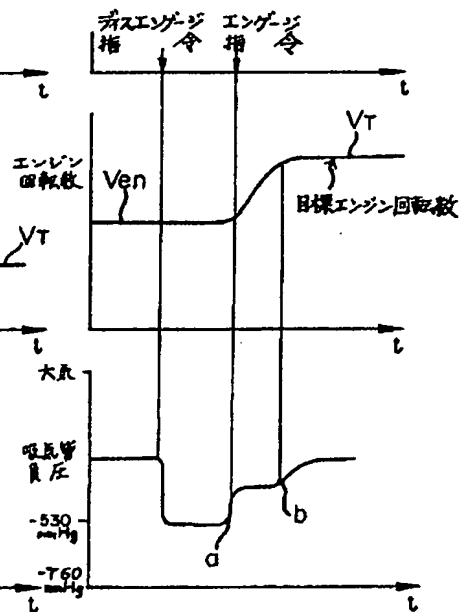 ディスエンゲージ
指 令
エンゲージ
指 令
t
t
エンジン
回転数
Ven
VT
目標エンジン回転数
VT
t
t
大気
吸気管
負圧
-530
mmHg
a
b
-760
mmHg
t
t